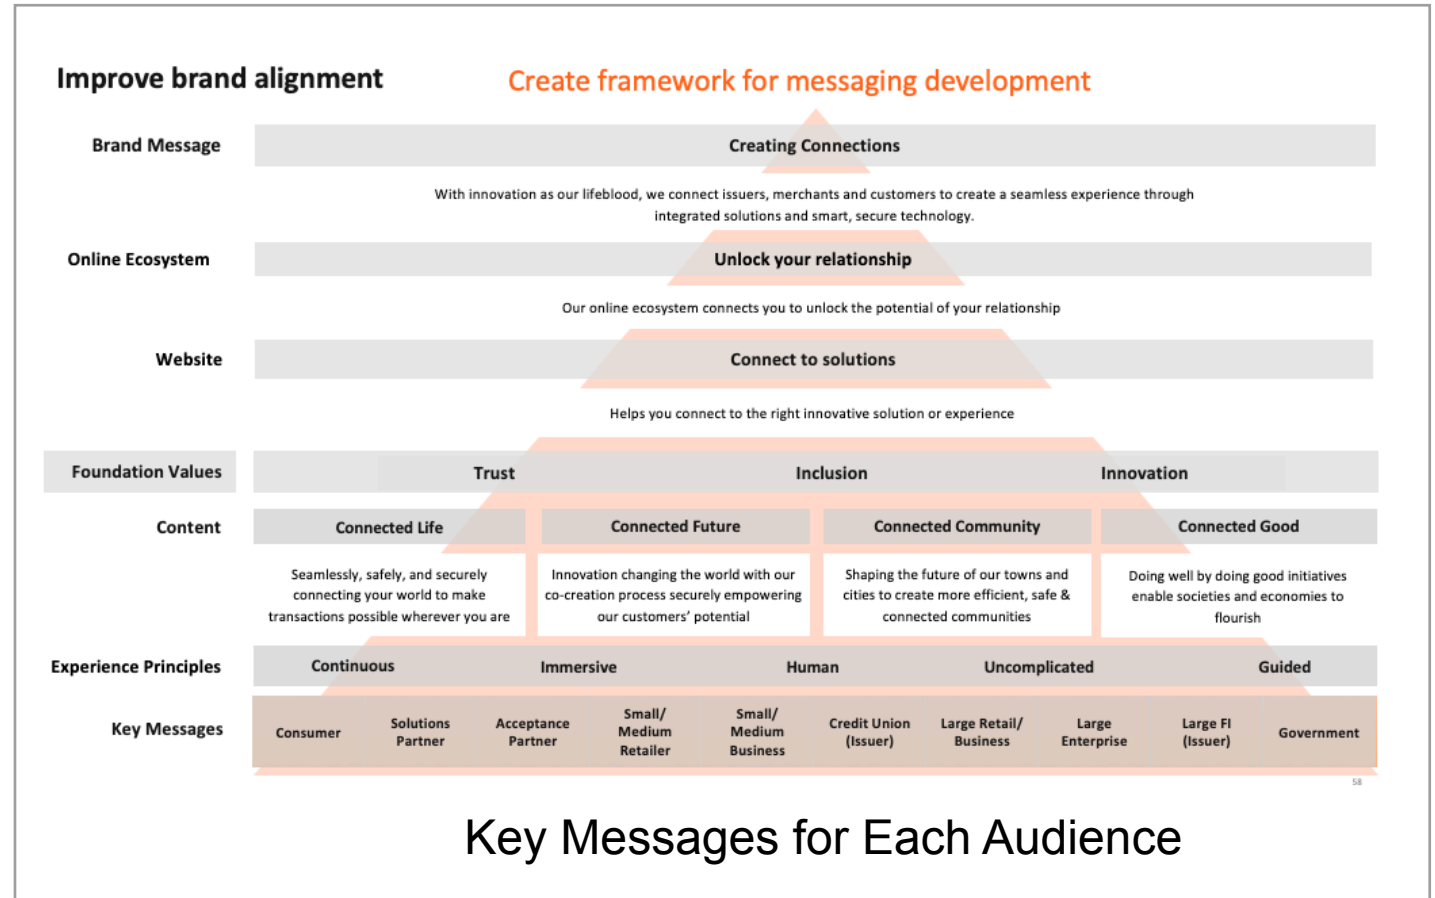 Improve brand alignment
Create framework for messaging development
Brand Message
Creating Connections
With innovation as our lifeblood, we connect issuers, merchants and customers to create a seamless experience through
integrated solutions and smart, secure technology.
Online Ecosystem
Unlock your relationship
Our online ecosystem connects you to unlock the potential of your relationship
Website
Connect to solutions
Helps you connect to the right innovative solution or experience
Foundation Values
Trust
Inclusion
Innovation
Content
Connected Life
Connected Future
Connected Community
Connected Good
Seamlessly, safely, and securely
connecting your world to make
transactions possible wherever you are
Innovation changing the world with our
co-creation process securely empowering
our customers' potential
Shaping the future of our towns and
cities to create more efficient, safe &
connected communities
Doing well by doing good initiatives
enable societies and economies to
flourish
Experience Principles
Continuous
Immersive
Human
Uncomplicated
Guided
Key Messages
Consumer
Solutions
Partner
Acceptance
Partner
Small/
Medium
Retailer
Small/
Medium
Business
Credit Union
(Issuer)
Large Retail/
Business
Large
Enterprise
Large FI
(Issuer)
Government
58
Key Messages for Each Audience